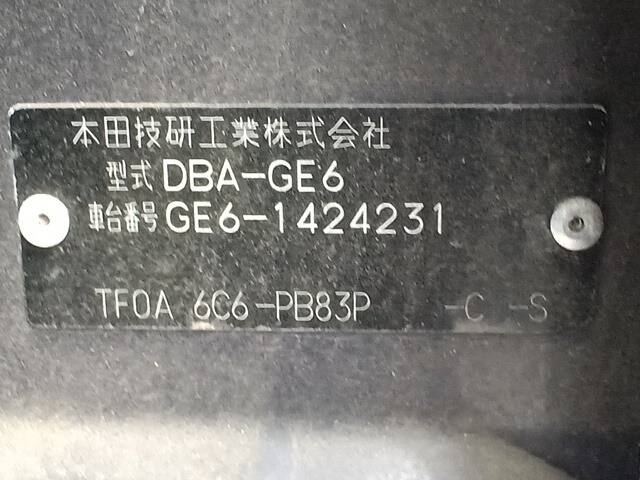 本田技研工業株式会社
型式 DBA-GE6
車台番号 GE6-1424231
TF0A 6C6-PB83P -C -S